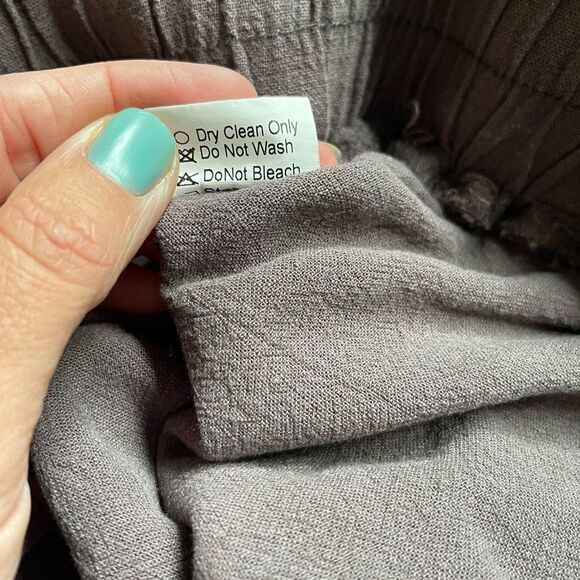 Dry Clean Only
Do Not Wash
DoNot Bleach